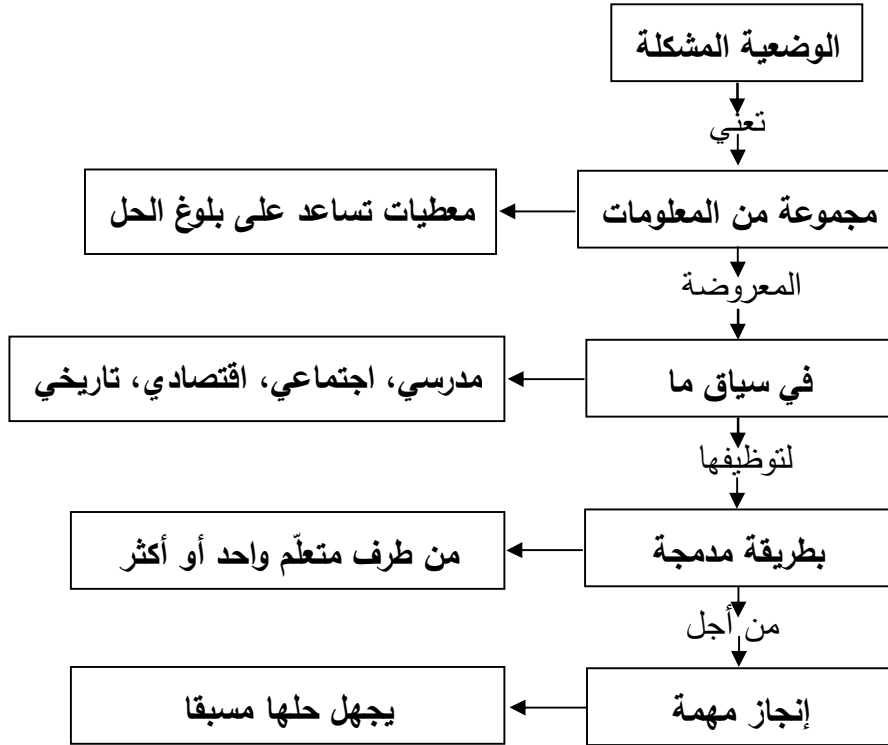 الوضعية المشكلة
تعني
مجموعة من المعلومات
معطيات تساعد على بلوغ الحل
المعروضة
في سياق ما
مدرسي، اجتماعي، اقتصادي، تاريخي
لتوظيفها
بطريقة مدمجة
من طرف متعلّم واحد أو أكثر
من أجل
إنجاز مهمة
يجهل حلها مسبقا